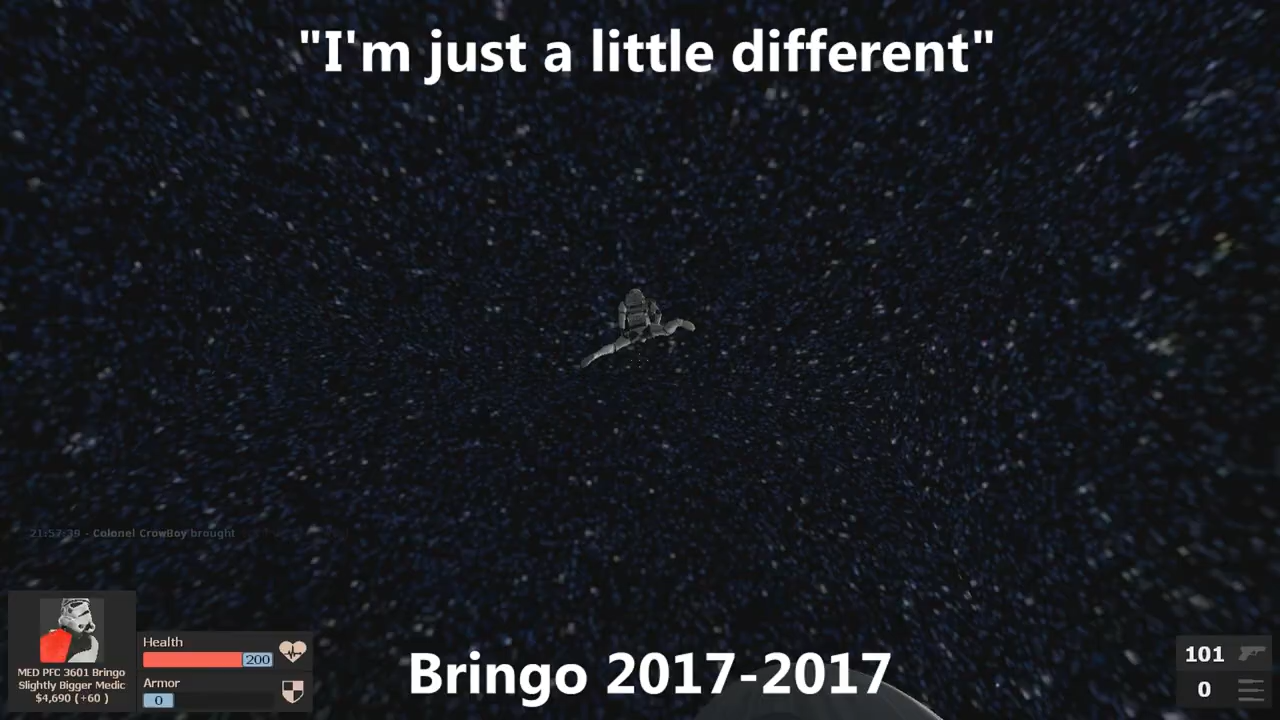 "I'm just a little different"
21:57:39 - Colonel CrowBoy brought
MED PFC 3601 Bringo
Slightly Bigger Medic
$4,690 (+60 )
Health
200
Armor
0
Bringo 2017-2017
101
0